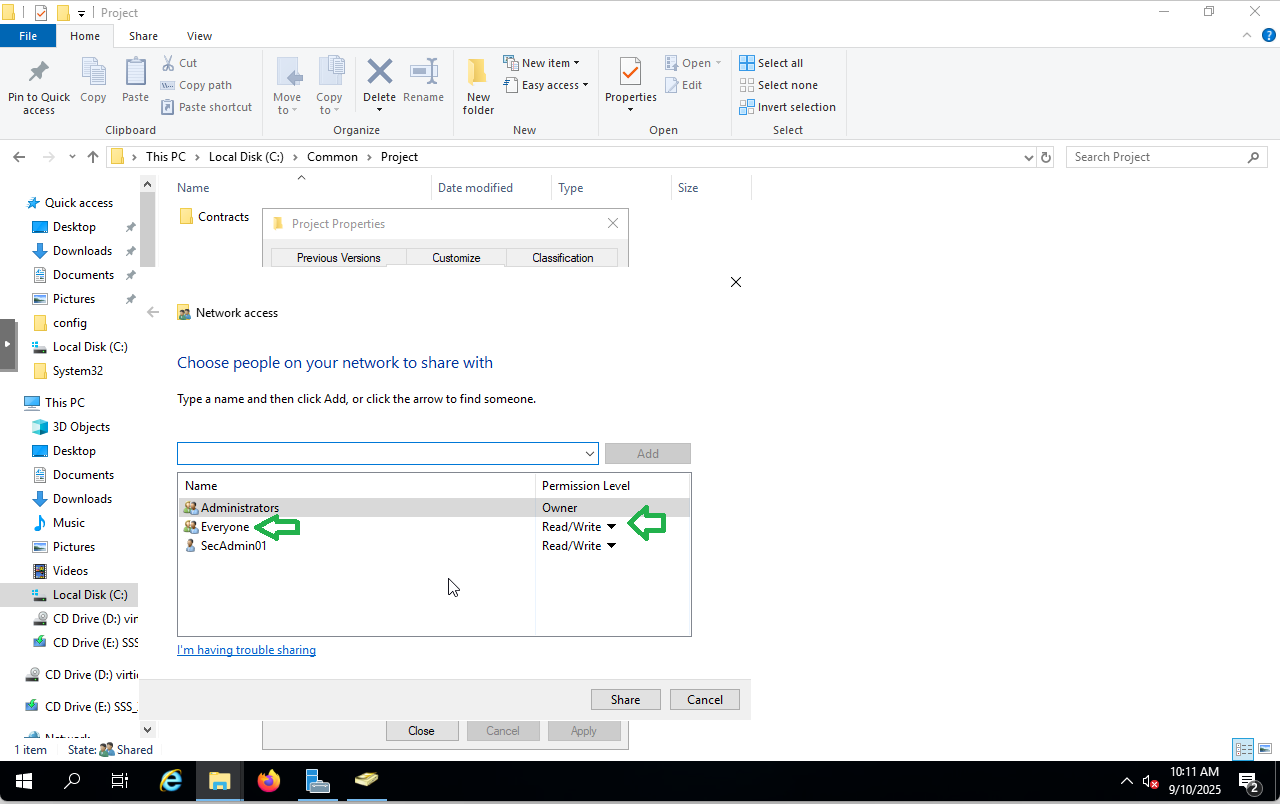 Project
File Home Share View
Pin to Quick access
Copy
Paste
Cut
Copy path
Paste shortcut
Clipboard
Move to
Copy to
Delete
Rename
Organize
New folder
New item
Easy access
New
Properties
Open
Edit
Open
Select all
Select none
Invert selection
Select
This PC > Local Disk (C:) > Common > Project
Search Project
Quick access
Desktop
Downloads
Documents
Pictures
config
Local Disk (C:)
System32
This PC
3D Objects
Desktop
Documents
Downloads
Music
Pictures
Videos
Local Disk (C:)
CD Drive (D:) vir
CD Drive (E:) SSS
CD Drive (D:) virti
CD Drive (E:) SSS_
Network
Name Date modified Type Size
Contracts
Project Properties
Previous Versions Customize Classification
Network access
Choose people on your network to share with
Type a name and then click Add, or click the arrow to find someone.
Add
Name Permission Level
Administrators Owner
Everyone Read/Write
SecAdmin01 Read/Write
I'm having trouble sharing
Share Cancel
Close Cancel Apply
1 item State: Shared
10:11 AM
9/10/2025
2